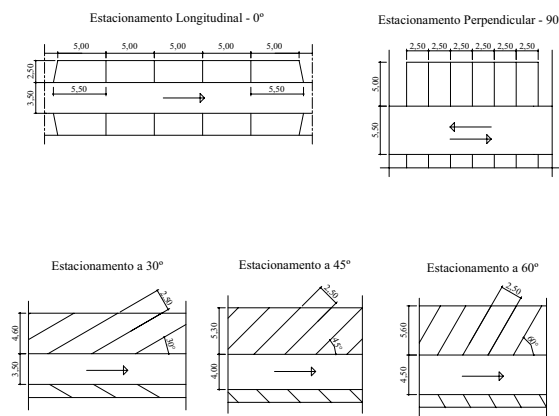 Estacionamento Longitudinal - 0º
5,00 5,00 5,00 5,00 5,00
2,50
5,50 5,50
3,50
Estacionamento Perpendicular - 90
2,50 2,50 2,50 2,50 2,50 2,50
5,00
5,50
Estacionamento a 30º
2,50
4,60
30º
3,50
Estacionamento a 45º
2,50
5,30
45º
4,00
Estacionamento a 60º
2,50
5,60
60º
4,50